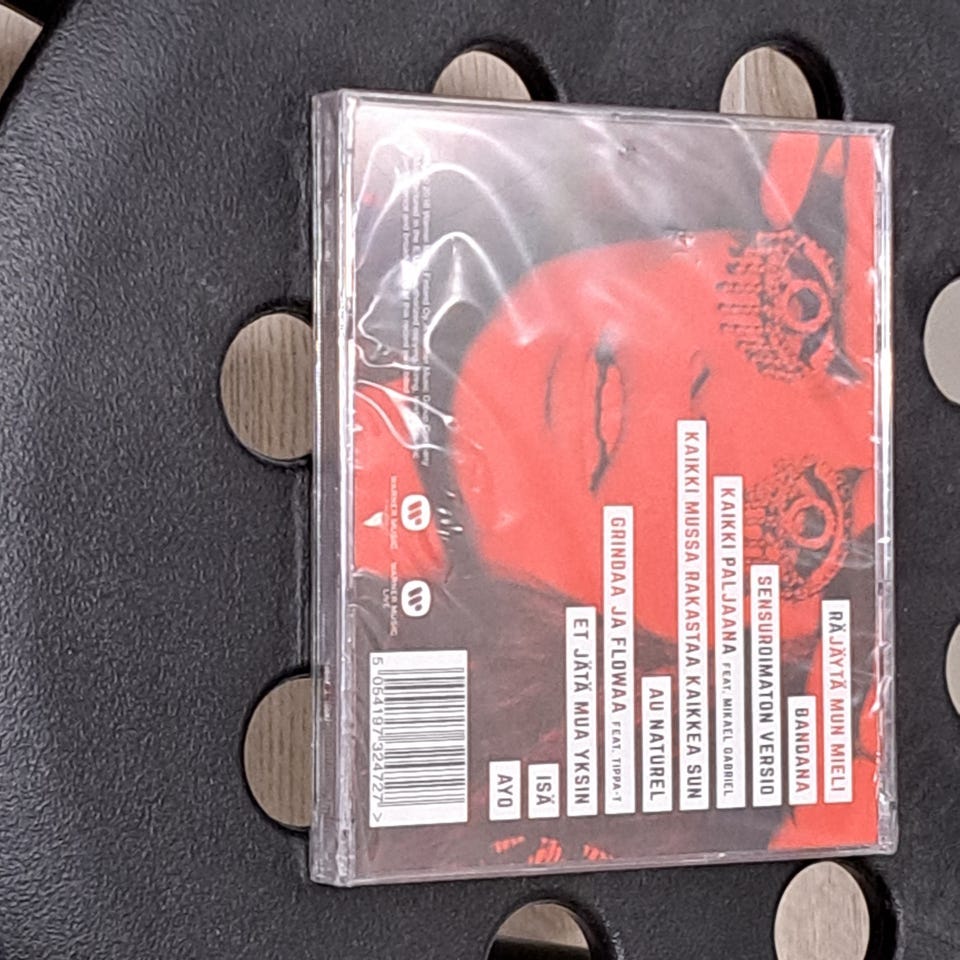 RÄJÄYTÄ MUN MIELI
BANDANA
SENSUROIMATON VERSIO
KAIKKI PALJAANA FEAT. MIKAEL GABRIEL
KAIKKI MUSSA RAKASTAA KAIKKEA SUN
AU NATUREL
GRINDAA JA FLOWAA FEAT. TIPPA-T
ET JÄTÄ MUA YKSIN
ISÄ
AYO
WARNER MUSIC
WARNER MUSIC
LIVE
5 054197 324727 >